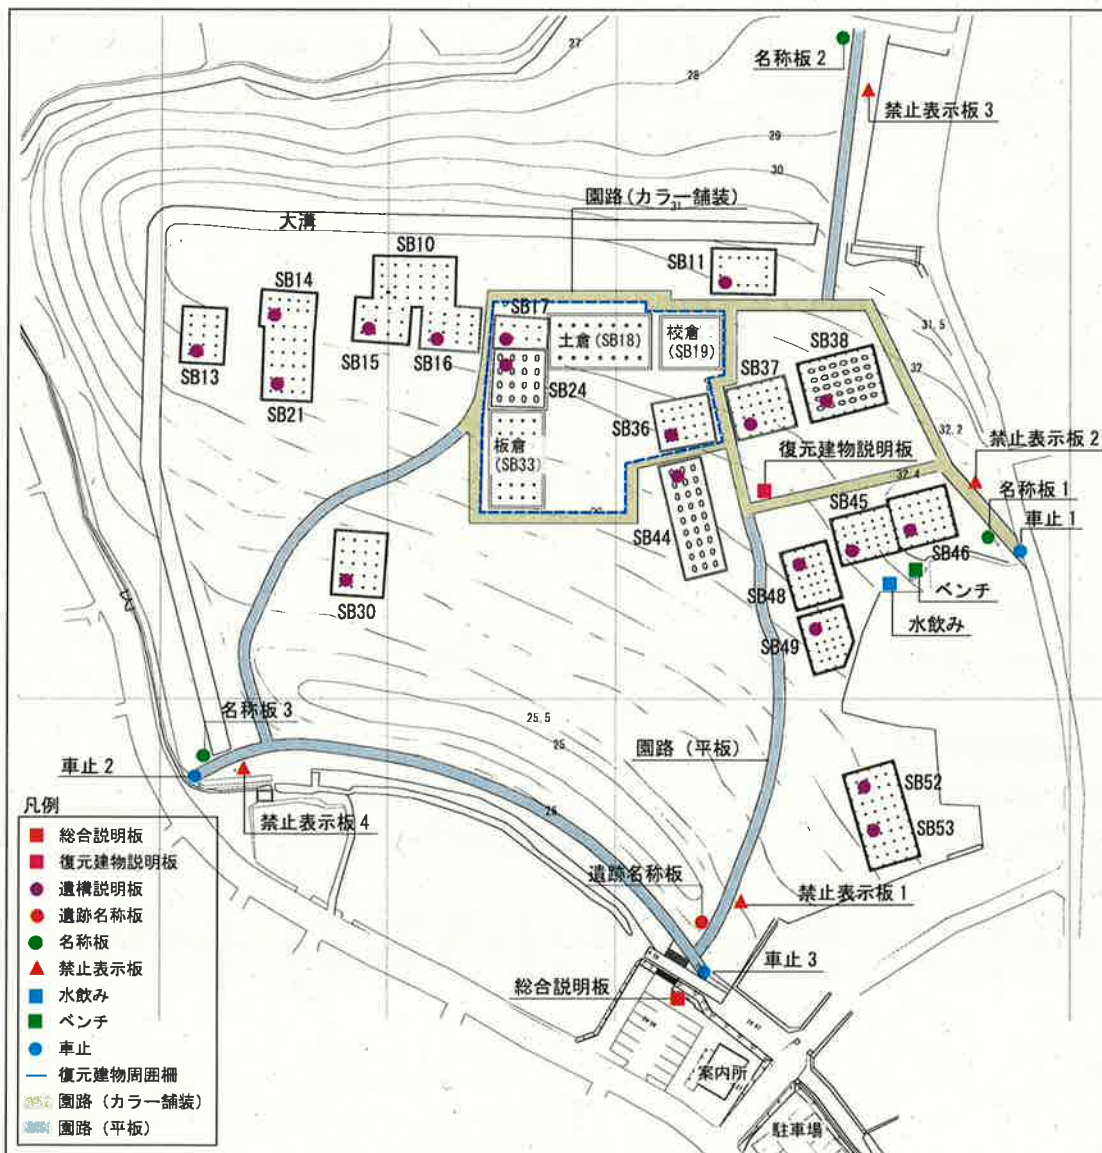 27
名称板 2
28
禁止表示板 3
29
30
園路(カラー舗装)
31
大溝
SB10
SB11
SB14
SB17
土倉(SB18)
校倉
(SB19)
31.5
SB38
SB13
SB15
SB16
SB37
32
SB21
SB24
SB36
32.2
禁止表示板 2
板倉
(SB33)
復元建物説明板
32.4
名称板 1
SB45
車止 1
SB44
SB46
SB48
ベンチ
SB30
水飲み
SB49
名称板 3
25.5
25
園路 (平板)
車止 2
SB52
凡例
禁止表示板 4
26
SB53
総合説明板
復元建物説明板
遺構説明板
遺跡名称板
禁止表示板 1
遺跡名称板
名称板
禁止表示板
車止 3
水飲み
総合説明板
ベンチ
車止
復元建物周囲柵
案内所
園路 (カラー舗装)
園路 (平板)
駐車場